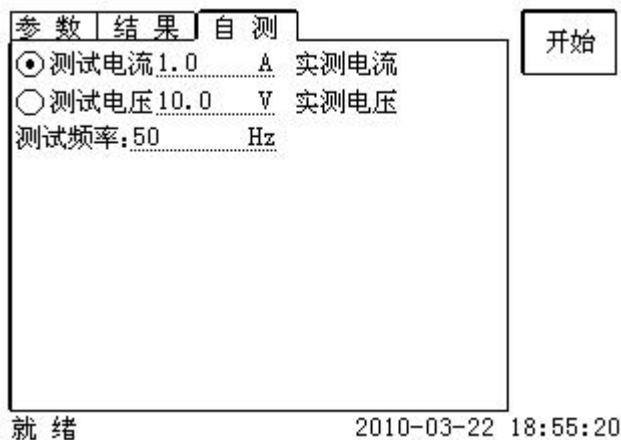 参 数 结 果 自 测
开始
测试电流1.0 A 实测电流
测试电压10.0 V 实测电压
测试频率:50 Hz
就 绪 2010-03-22 18:55:20